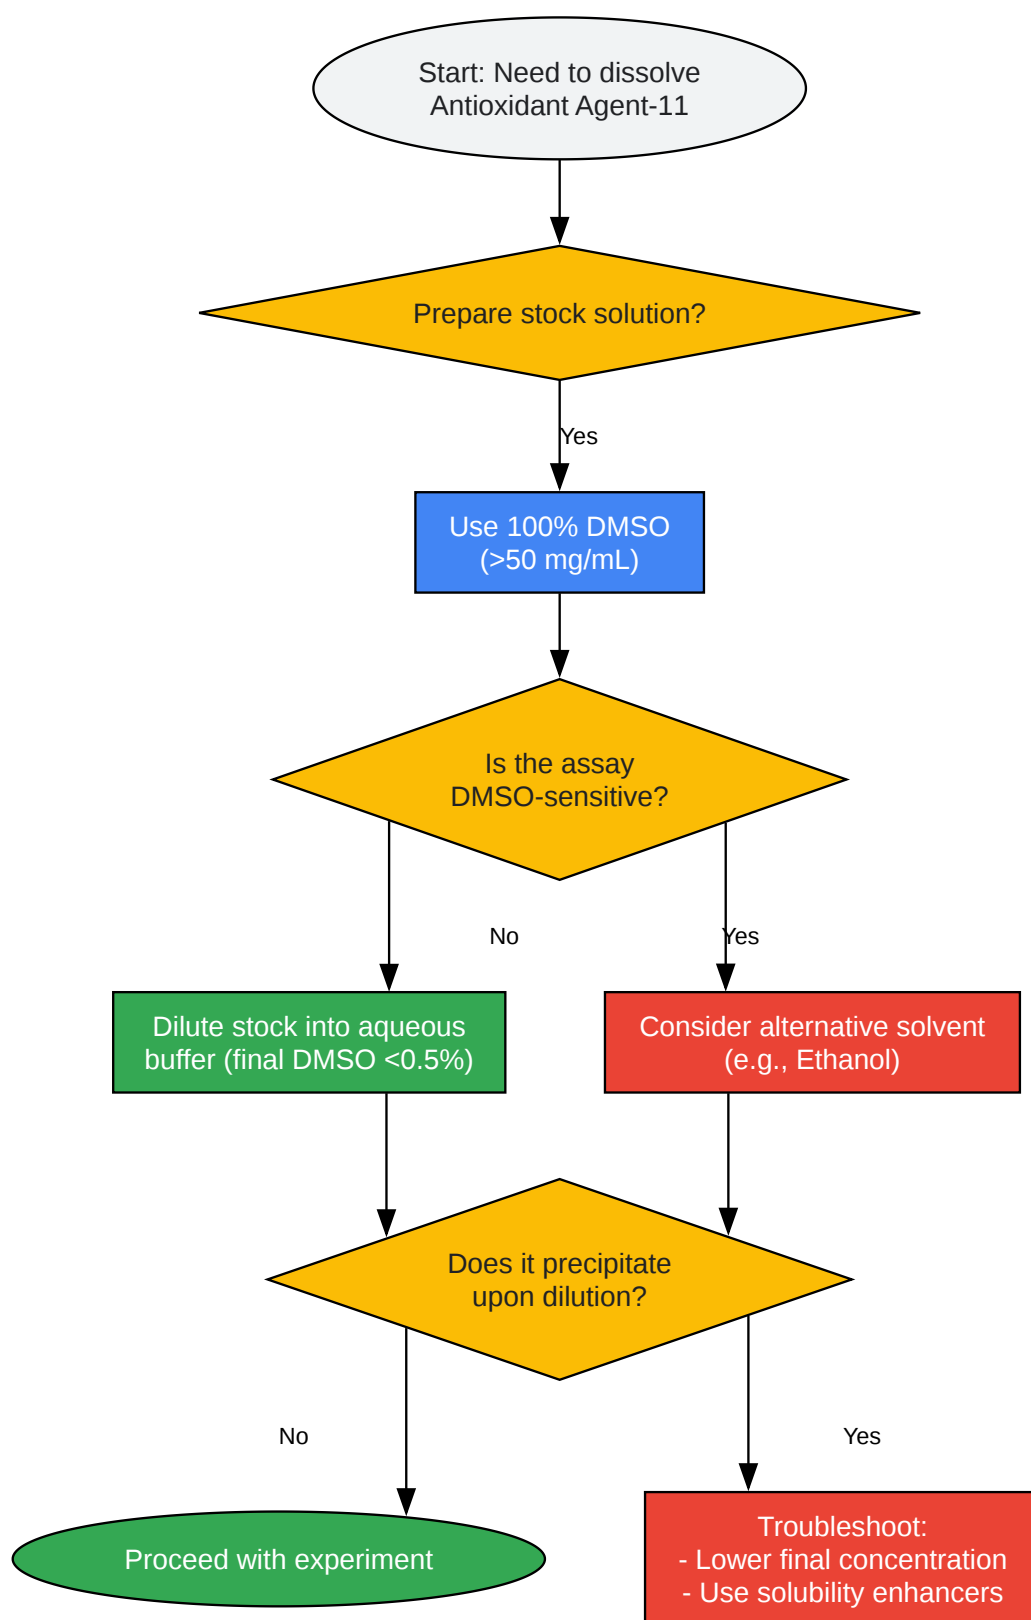 Start: Need to dissolve
Antioxidant Agent-11
Prepare stock solution?
Yes
Use 100% DMSO
(>50 mg/mL)
Is the assay
DMSO-sensitive?
No
Yes
Dilute stock into aqueous
buffer (final DMSO <0.5%)
Consider alternative solvent
(e.g., Ethanol)
Does it precipitate
upon dilution?
No
Yes
Proceed with experiment
Troubleshoot:
- Lower final concentration
- Use solubility enhancers